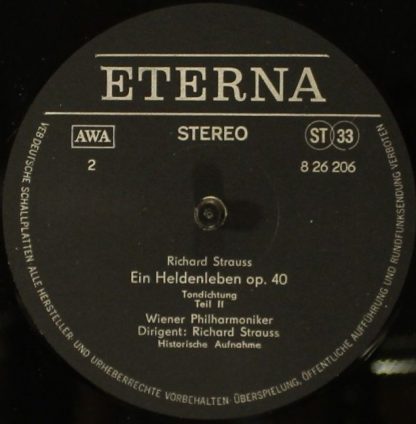 ETERNA
AWA
STEREO
ST 33
2
8 26 206
Richard Strauss
Ein Heldenleben op. 40
Tondichtung
Teil II
Wiener Philharmoniker
Dirigent: Richard Strauss
Historische Aufnahme
VEB DEUTSCHE SCHALLPLATTEN ALLE HERSTELLER- UND URHEBERRECHTE VORBEHALTEN ÜBERSPIELUNG, ÖFFENTLICHE AUFFÜHRUNG UND RUNDFUNKSENDUNG VERBOTEN